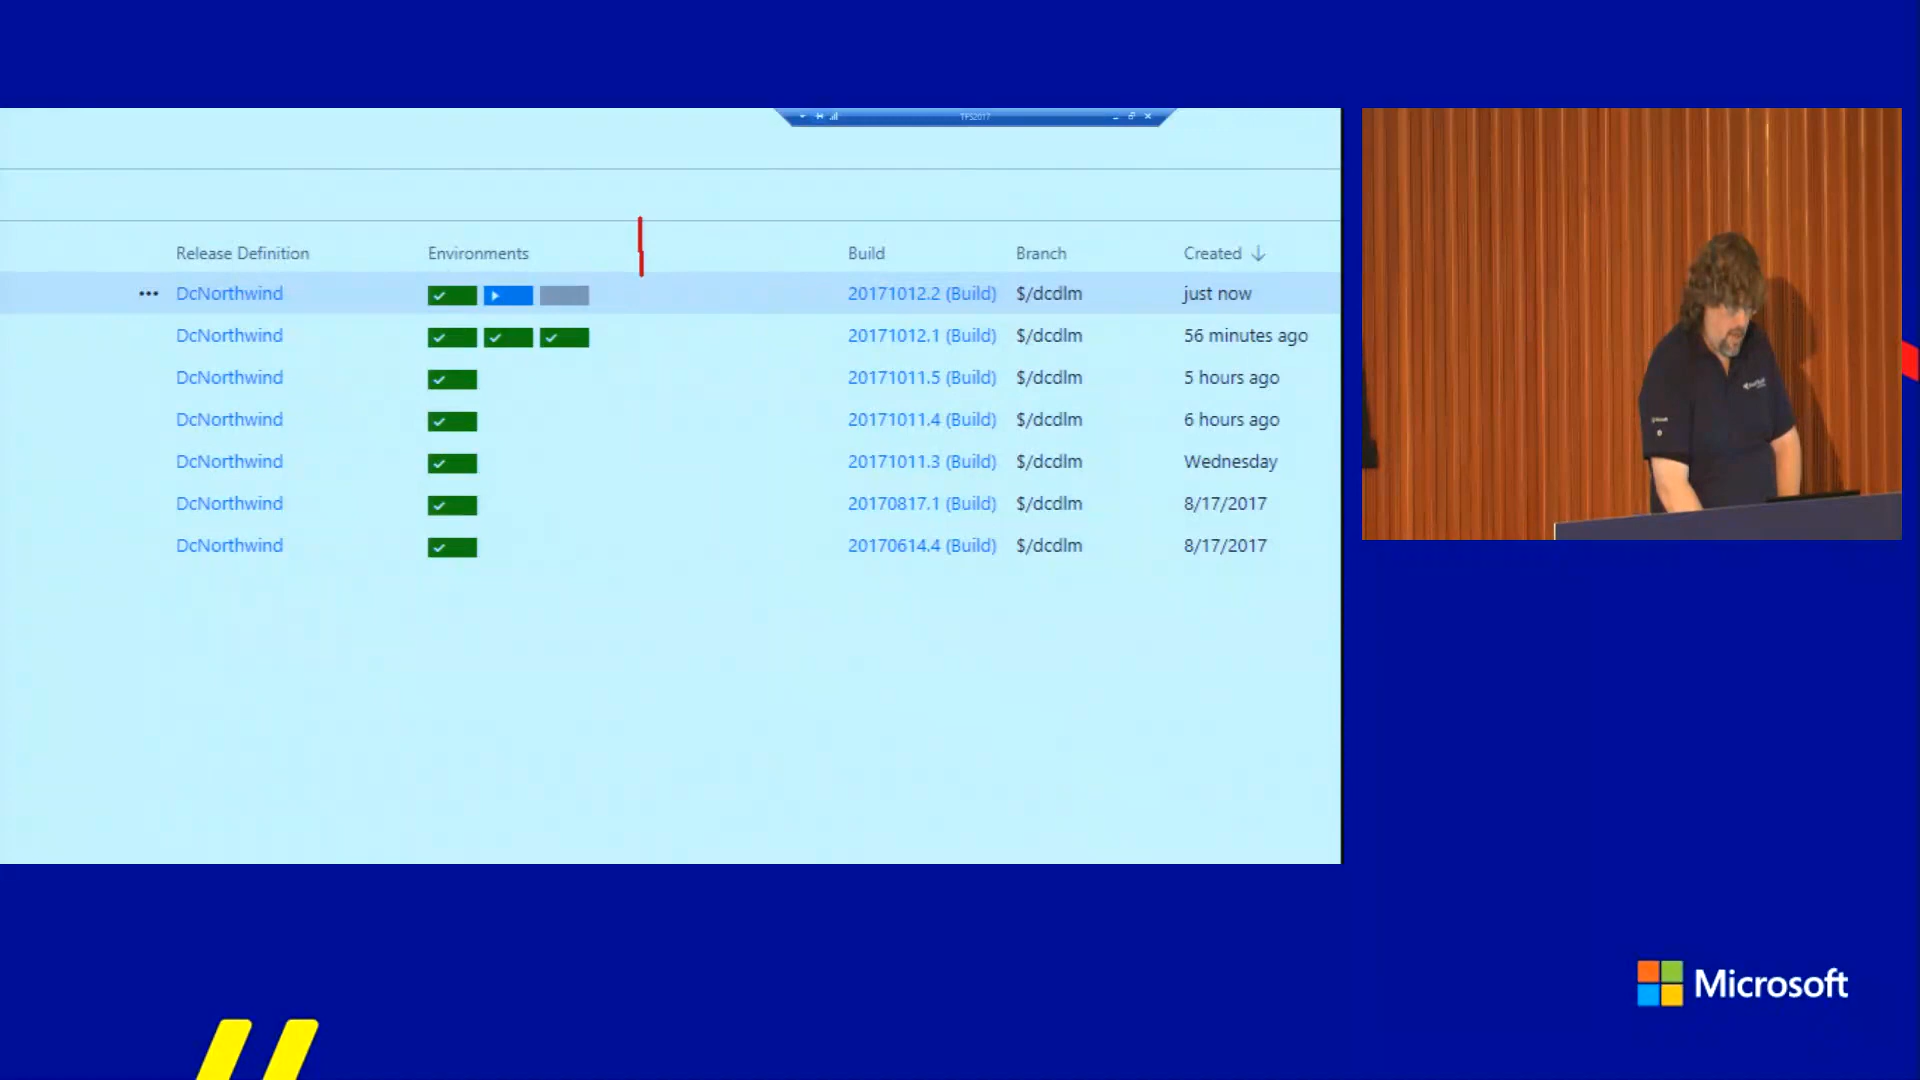 TFS2017
Release Definition Environments Build Branch Created
DcNorthwind 20171012.2 (Build) $/dcdlm just now
DcNorthwind 20171012.1 (Build) $/dcdlm 56 minutes ago
DcNorthwind 20171011.5 (Build) $/dcdlm 5 hours ago
DcNorthwind 20171011.4 (Build) $/dcdlm 6 hours ago
DcNorthwind 20171011.3 (Build) $/dcdlm Wednesday
DcNorthwind 20170817.1 (Build) $/dcdlm 8/17/2017
DcNorthwind 20170614.4 (Build) $/dcdlm 8/17/2017
Microsoft